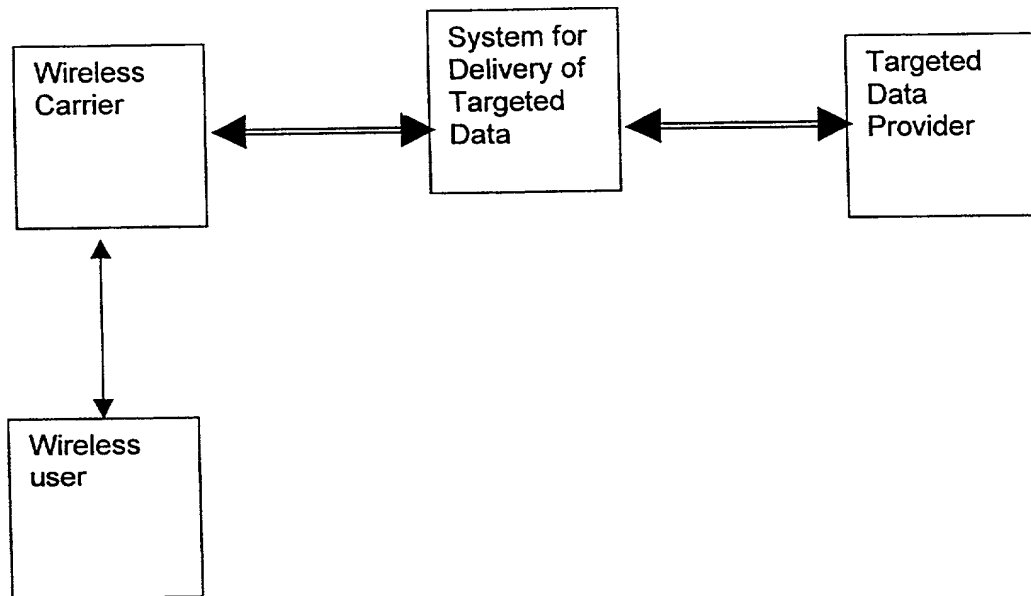 Wireless
Carrier
System for
Delivery of
Targeted
Data
Targeted
Data
Provider
Wireless
user